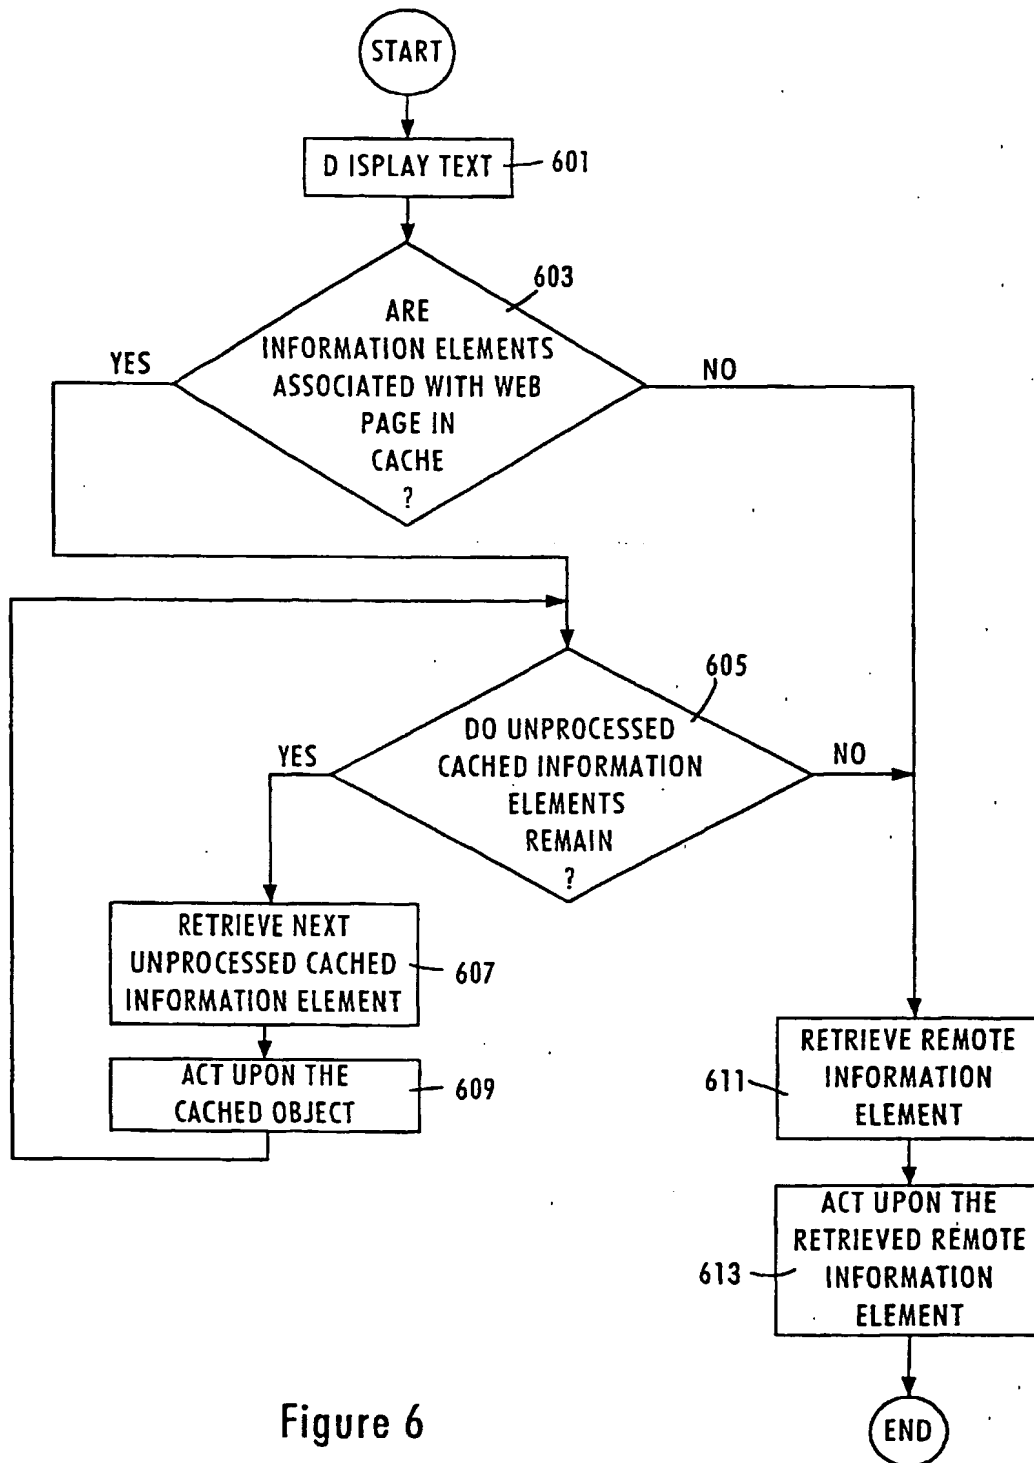 START
D ISPLAY TEXT
601
603
ARE
INFORMATION ELEMENTS
ASSOCIATED WITH WEB
PAGE IN
CACHE
?
YES
NO
605
DO UNPROCESSED
CACHED INFORMATION
ELEMENTS
REMAIN
?
YES
NO
RETRIEVE NEXT
UNPROCESSED CACHED
INFORMATION ELEMENT
607
ACT UPON THE
CACHED OBJECT
609
RETRIEVE REMOTE
INFORMATION
ELEMENT
611
ACT UPON THE
RETRIEVED REMOTE
INFORMATION
ELEMENT
613
END
Figure 6